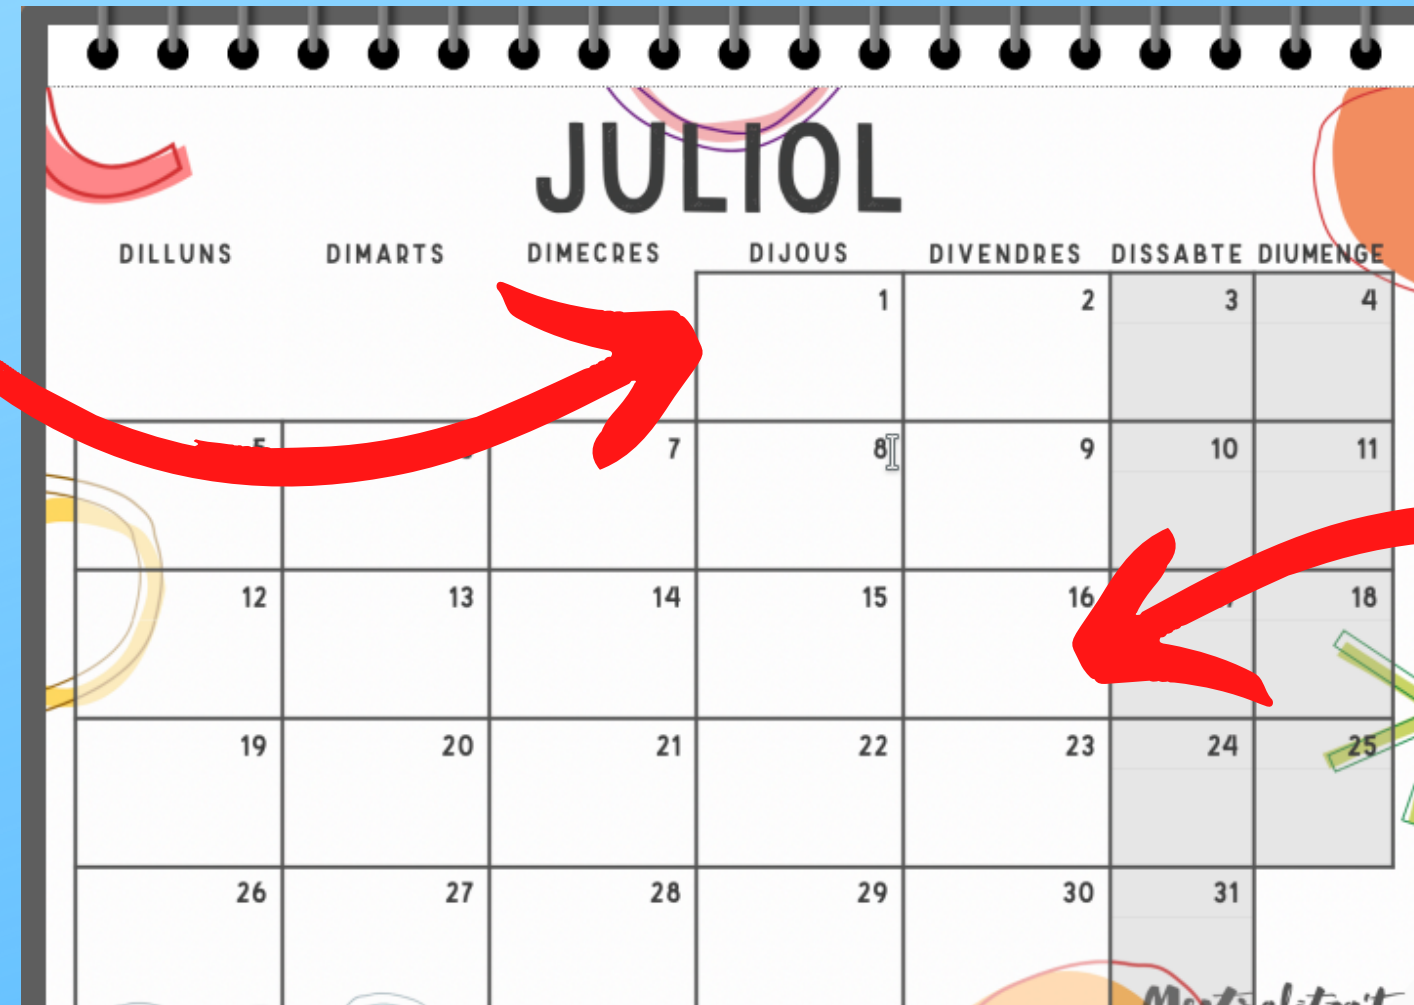 JULIOL
DILLUNS DIMARTS DIMECRES DIJOUS DIVENDRES DISSABTE DIUMENGE
1 2 3 4
7 8 9 10 11
12 13 14 15 16 18
19 20 21 22 23 24 25
26 27 28 29 30 31